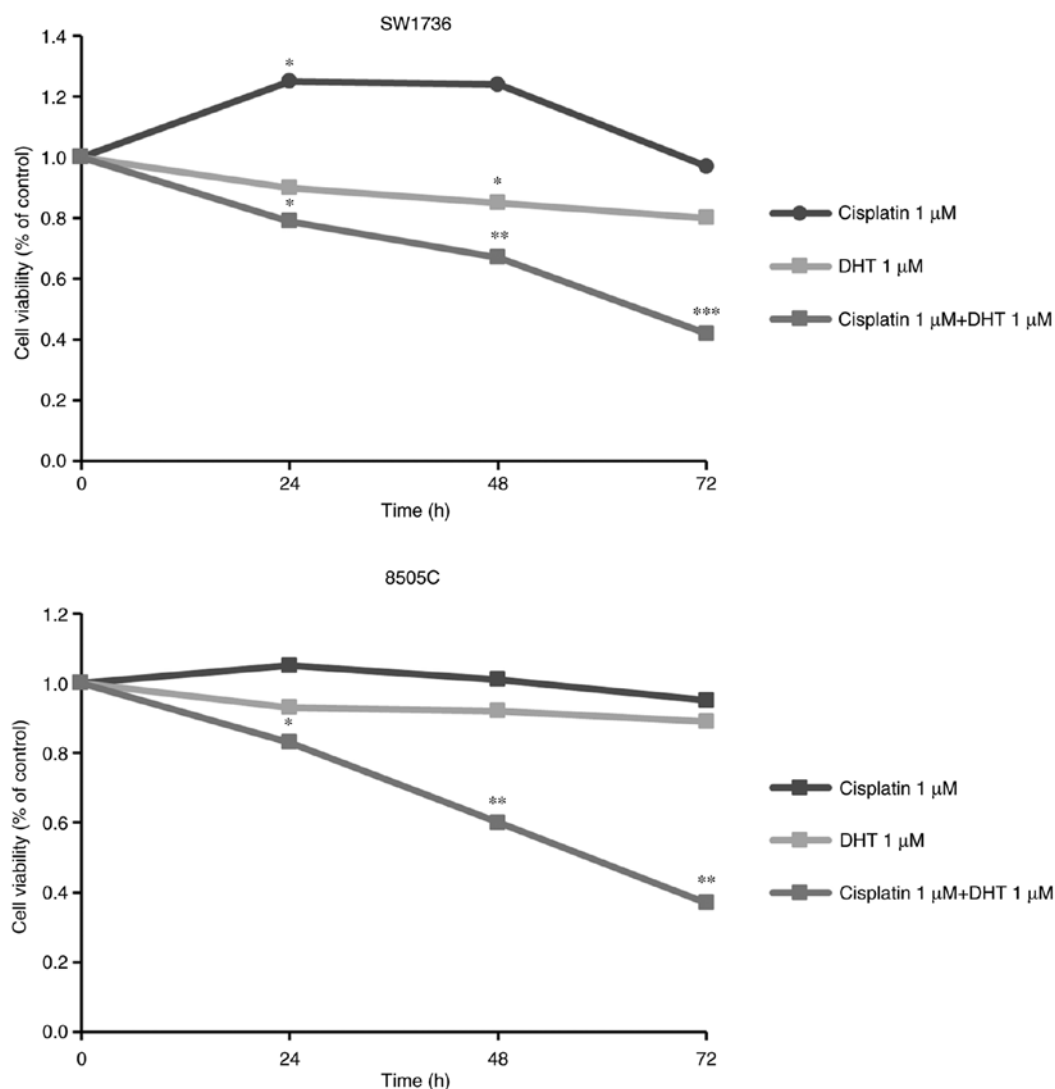 SW1736
1.4
1.2
1.0
0.8
0.6
0.4
0.2
0.0
Cell viability (% of control)
* * * ** ***
0 24 48 72
Time (h)
Cisplatin 1 μM
DHT 1 μM
Cisplatin 1 μM+DHT 1 μM
8505C
1.2
1.0
0.8
0.6
0.4
0.2
0.0
Cell viability (% of control)
* ** **
0 24 48 72
Time (h)
Cisplatin 1 μM
DHT 1 μM
Cisplatin 1 μM+DHT 1 μM